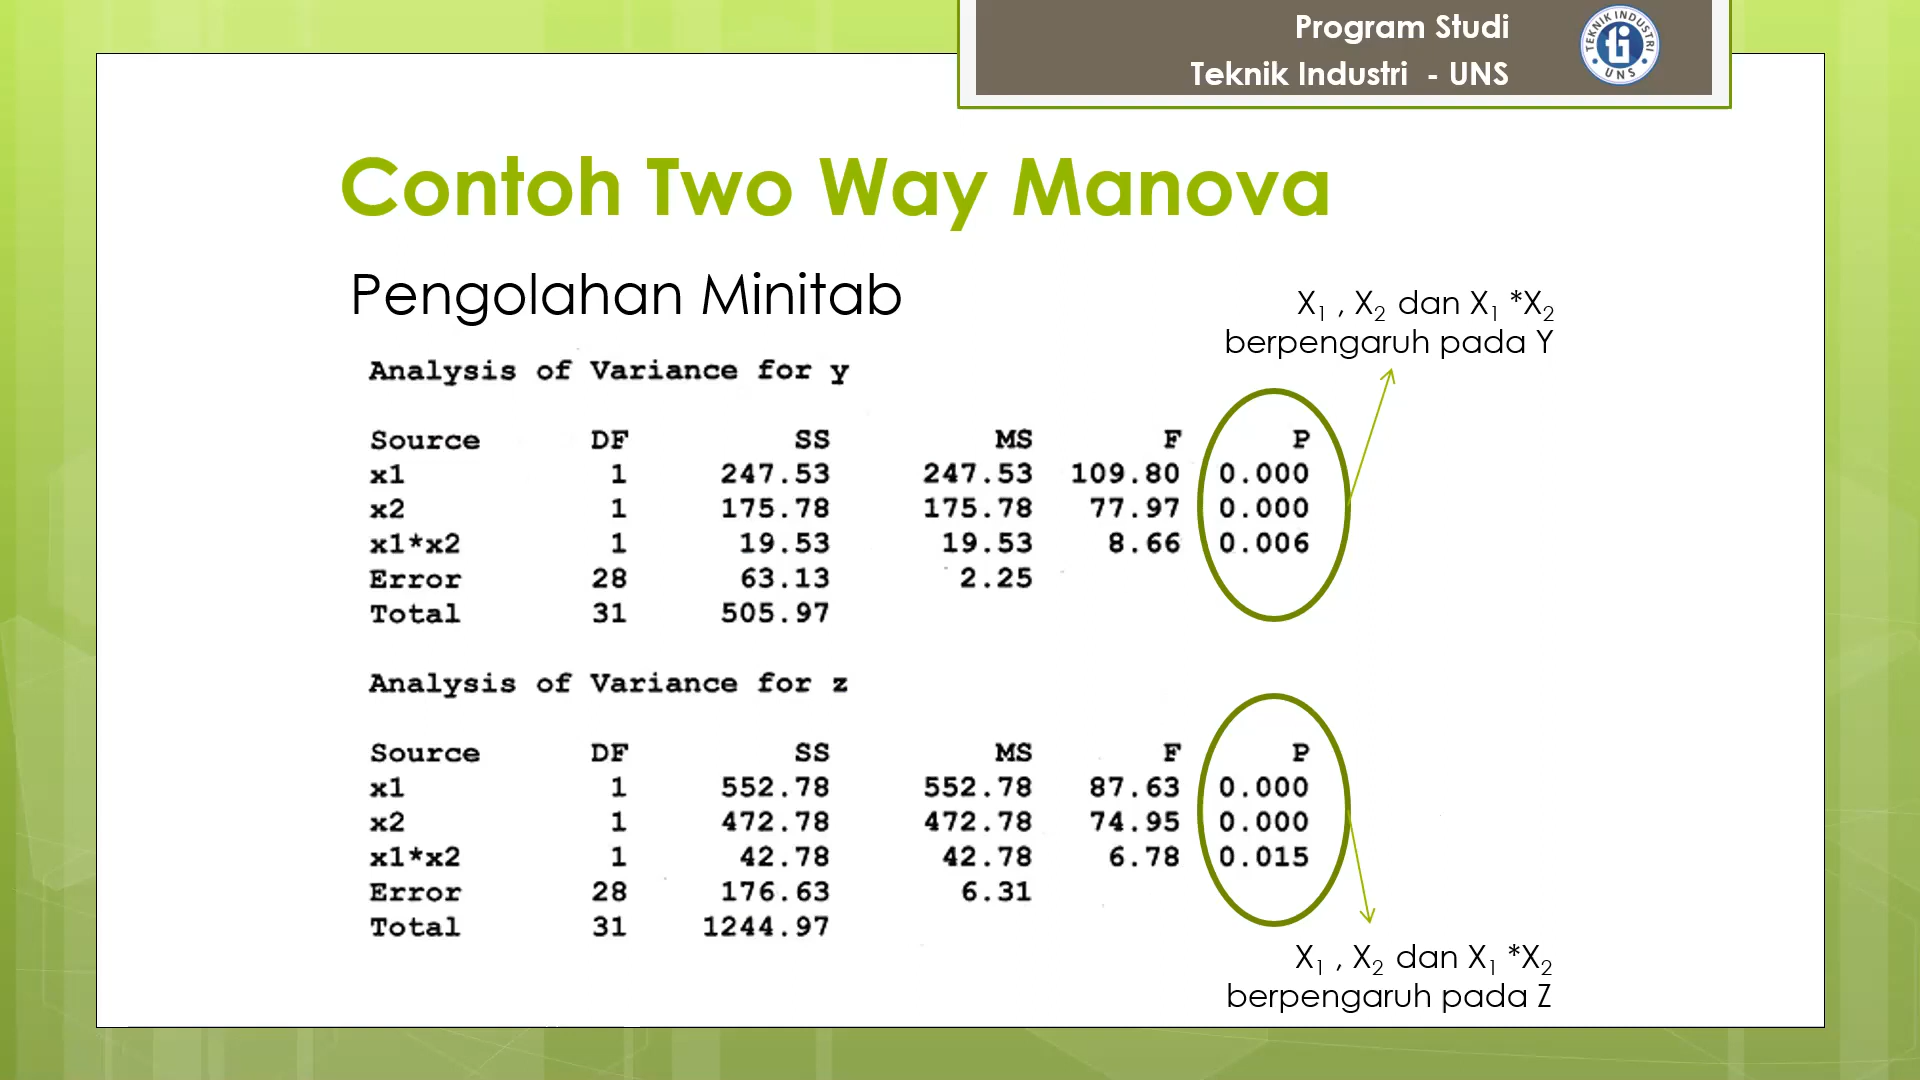 Program Studi
Teknik Industri - UNS
TEKNIK INDUSTRI
UNS
Contoh Two Way Manova
Pengolahan Minitab
X₁ , X₂ dan X₁ *X₂
berpengaruh pada Y
Analysis of Variance for y
Source DF SS MS F P
x1 1 247.53 247.53 109.80 0.000
x2 1 175.78 175.78 77.97 0.000
x1*x2 1 19.53 19.53 8.66 0.006
Error 28 63.13 2.25
Total 31 505.97
Analysis of Variance for z
Source DF SS MS F P
x1 1 552.78 552.78 87.63 0.000
x2 1 472.78 472.78 74.95 0.000
x1*x2 1 42.78 42.78 6.78 0.015
Error 28 176.63 6.31
Total 31 1244.97
X₁ , X₂ dan X₁ *X₂
berpengaruh pada Z